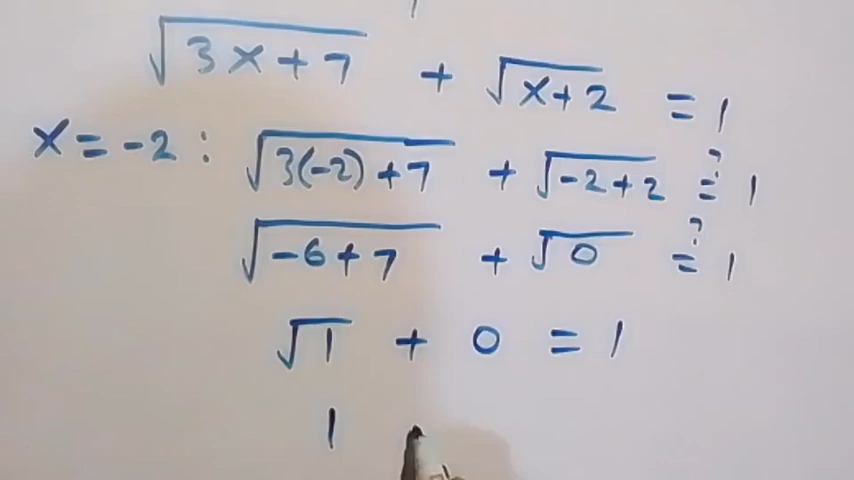 √(3x+7) + √(x+2) = 1
x = -2 : √(3(-2)+7) + √(-2+2) ≟ 1
√(-6+7) + √0 ≟ 1
√1 + 0 = 1
1